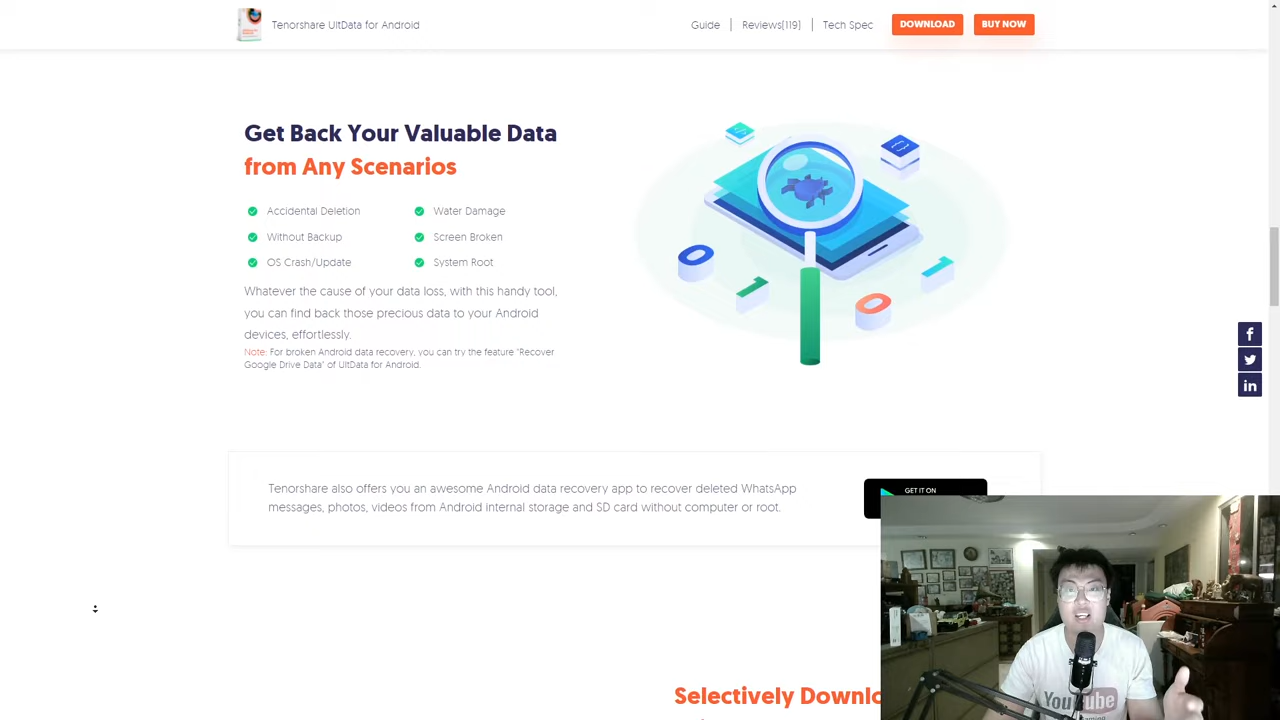 Tenorshare UltData for Android
Guide
Reviews(119)
Tech Spec
DOWNLOAD
BUY NOW
Get Back Your Valuable Data
from Any Scenarios
Accidental Deletion
Water Damage
Without Backup
Screen Broken
OS Crash/Update
System Root
Whatever the cause of your data loss, with this handy tool,
you can find back those precious data to your Android
devices, effortlessly.
Note: For broken Android data recovery, you can try the feature "Recover
Google Drive Data" of UltData for Android.
Tenorshare also offers you an awesome Android data recovery app to recover deleted WhatsApp
messages, photos, videos from Android internal storage and SD card without computer or root.
GET IT ON
Selectively Downlo
YouTube
Gaming